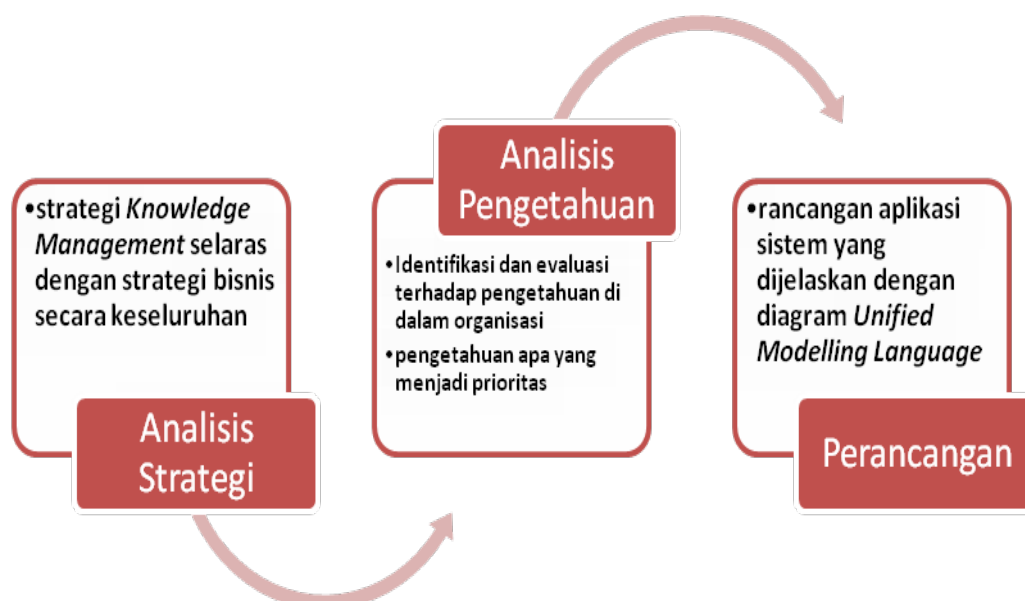 •strategi Knowledge
Management selaras
dengan strategi bisnis
secara keseluruhan
Analisis
Strategi
Analisis
Pengetahuan
•Identifikasi dan evaluasi
terhadap pengetahuan di
dalam organisasi
•pengetahuan apa yang
menjadi prioritas
•rancangan aplikasi
sistem yang
dijelaskan dengan
diagram Unified
Modelling Language
Perancangan